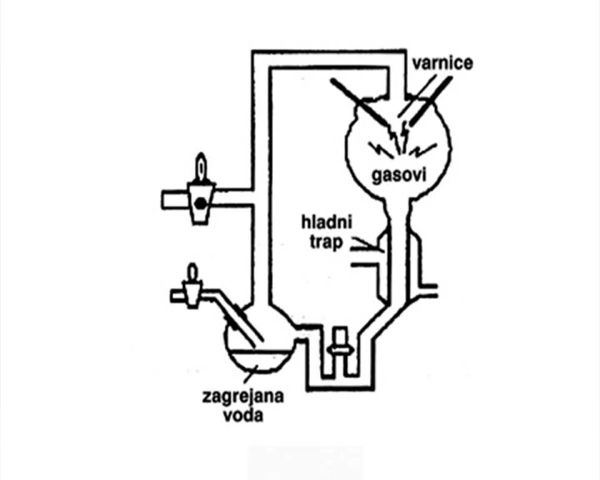 varnice
gasovi
hladni
trap
zagrejana
voda